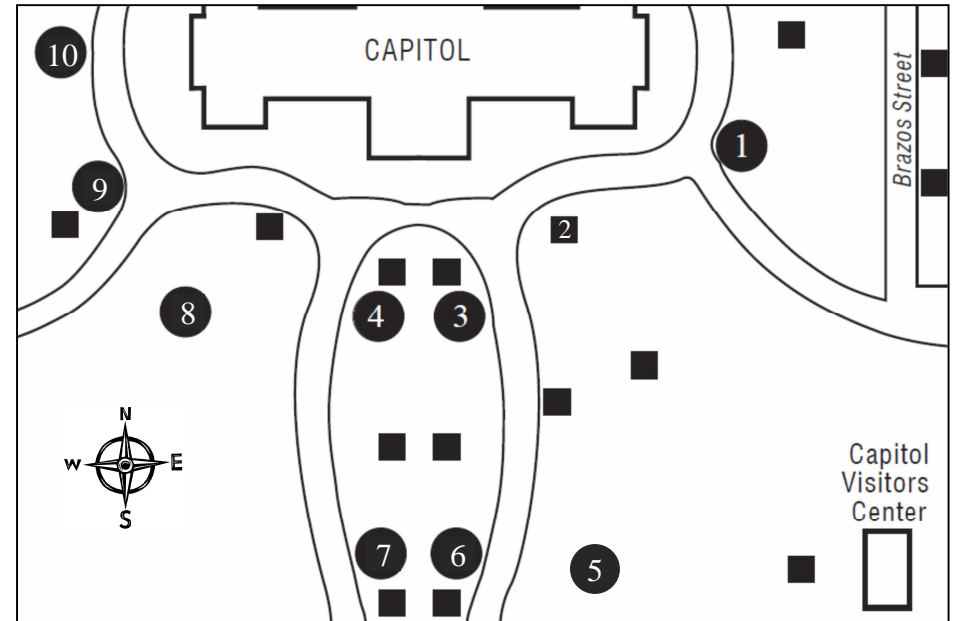 10
CAPITOL
Brazos Street
1
9
2
8
4
3
N
W
E
S
Capitol
Visitors
Center
7
6
5